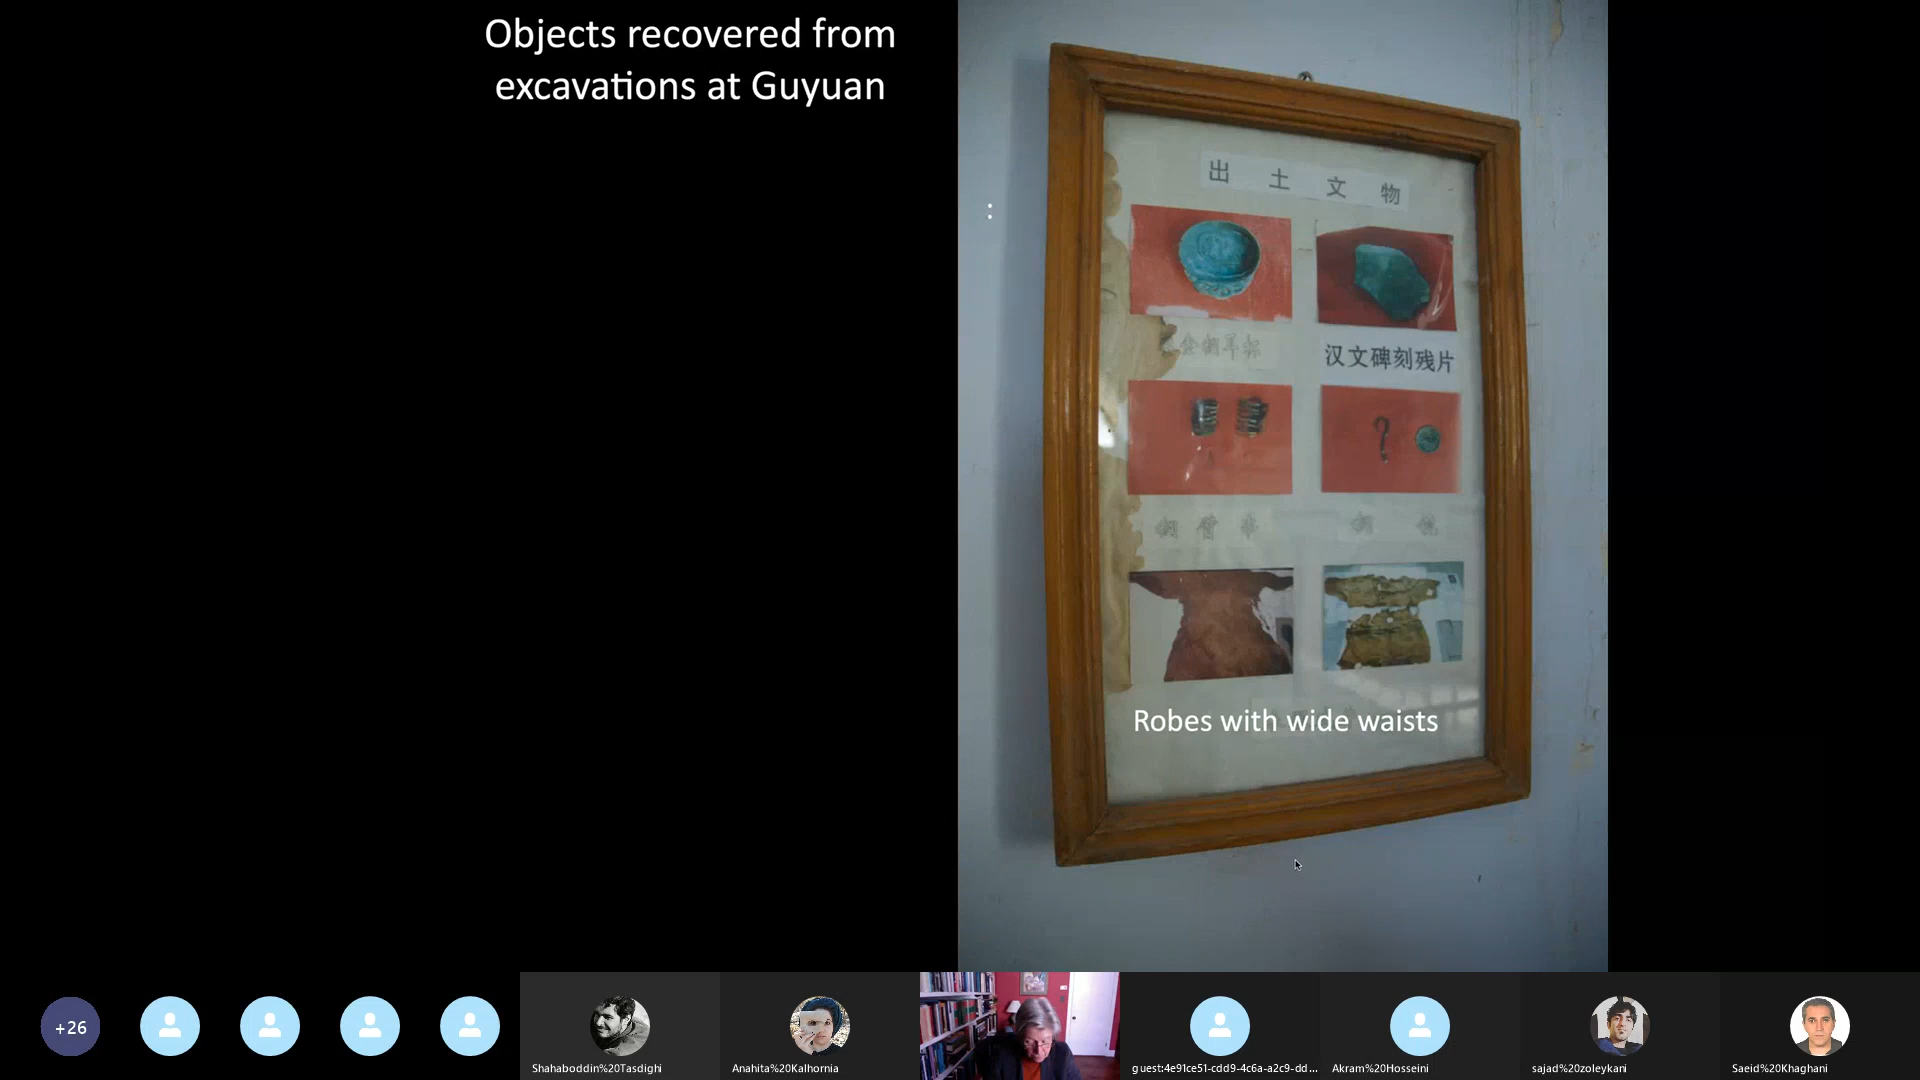 Objects recovered from
excavations at Guyuan
出 土 文 物
汉文碑刻残片
Robes with wide waists
+26
Shahaboddin%20Tasdighi
Anahita%20Kalhornia
guest:4e91ce51-cdd9-4c6a-a2c9-dd...
Akram%20Hosseini
sajad%20zoleykani
Saeid%20Khaghani